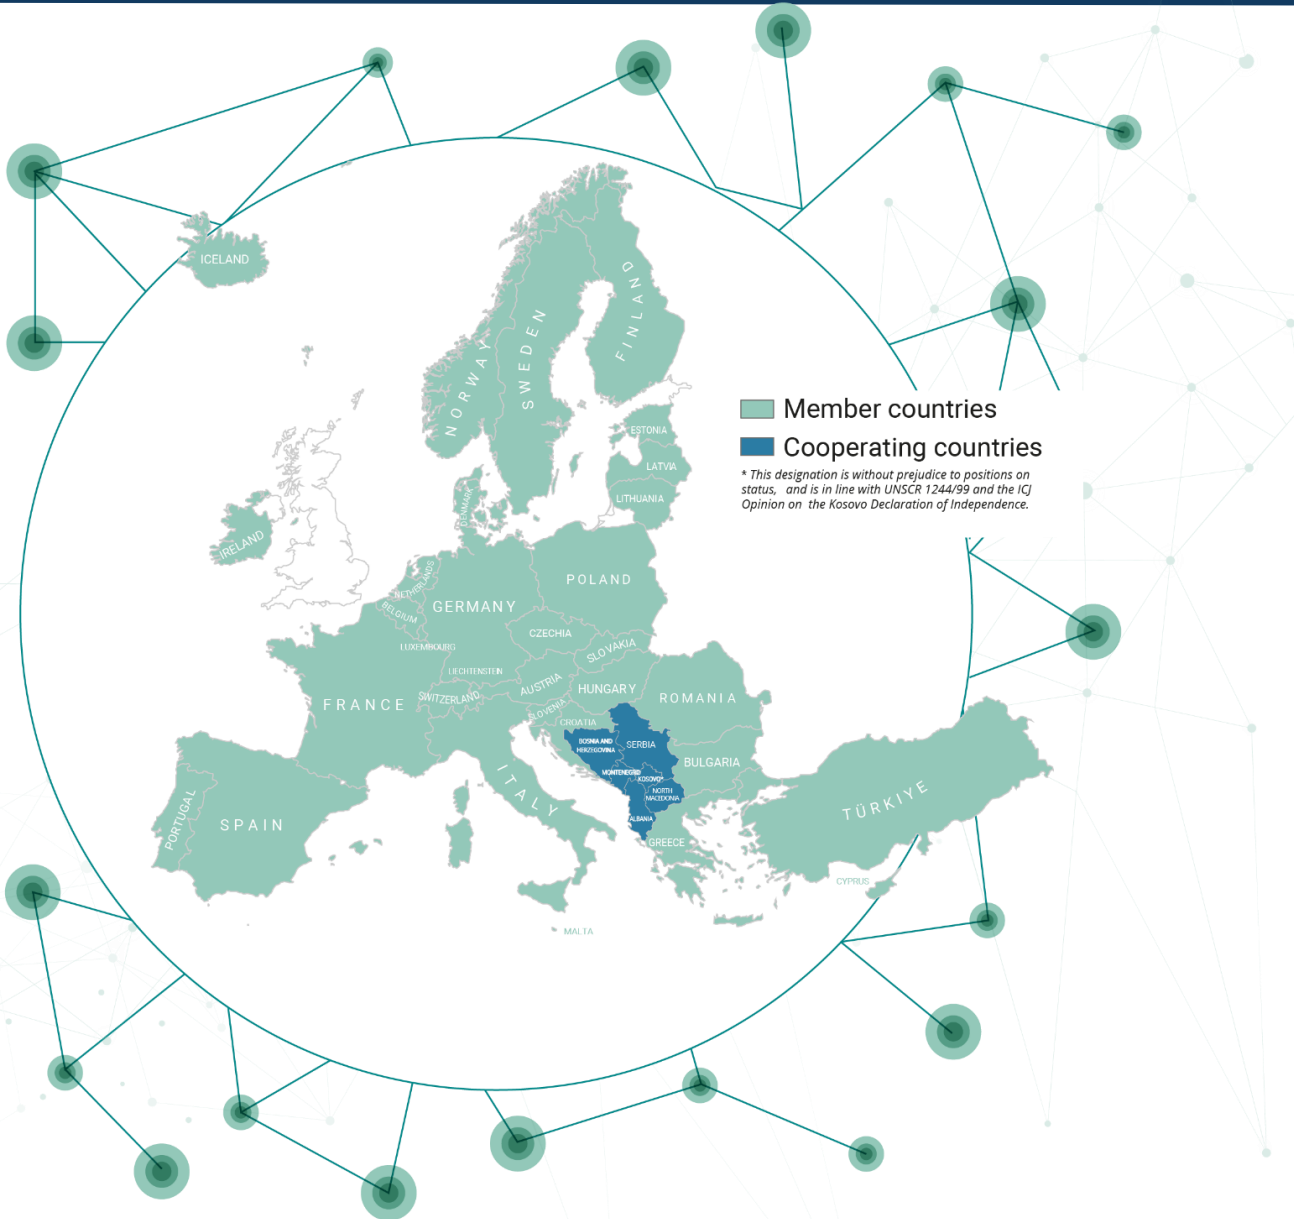 ICELAND
FINLAND
SWEDEN
NORWAY
Member countries
Cooperating countries
* This designation is without prejudice to positions on
status, and is in line with UNSCR 1244/99 and the ICJ
Opinion on the Kosovo Declaration of Independence.
ESTONIA
LATVIA
LITHUANIA
DENMARK
IRELAND
NETHERLANDS
POLAND
GERMANY
BELGIUM
CZECHIA
LUXEMBOURG
SLOVAKIA
LIECHTENSTEIN
AUSTRIA
HUNGARY
SWITZERLAND
ROMANIA
FRANCE
SLOVENIA
CROATIA
BOSNIA AND
HERZEGOVINA
SERBIA
BULGARIA
MONTENEGRO
KOSOVO*
ITALY
NORTH
MACEDONIA
TÜRKIYE
PORTUGAL
SPAIN
ALBANIA
GREECE
CYPRUS
MALTA